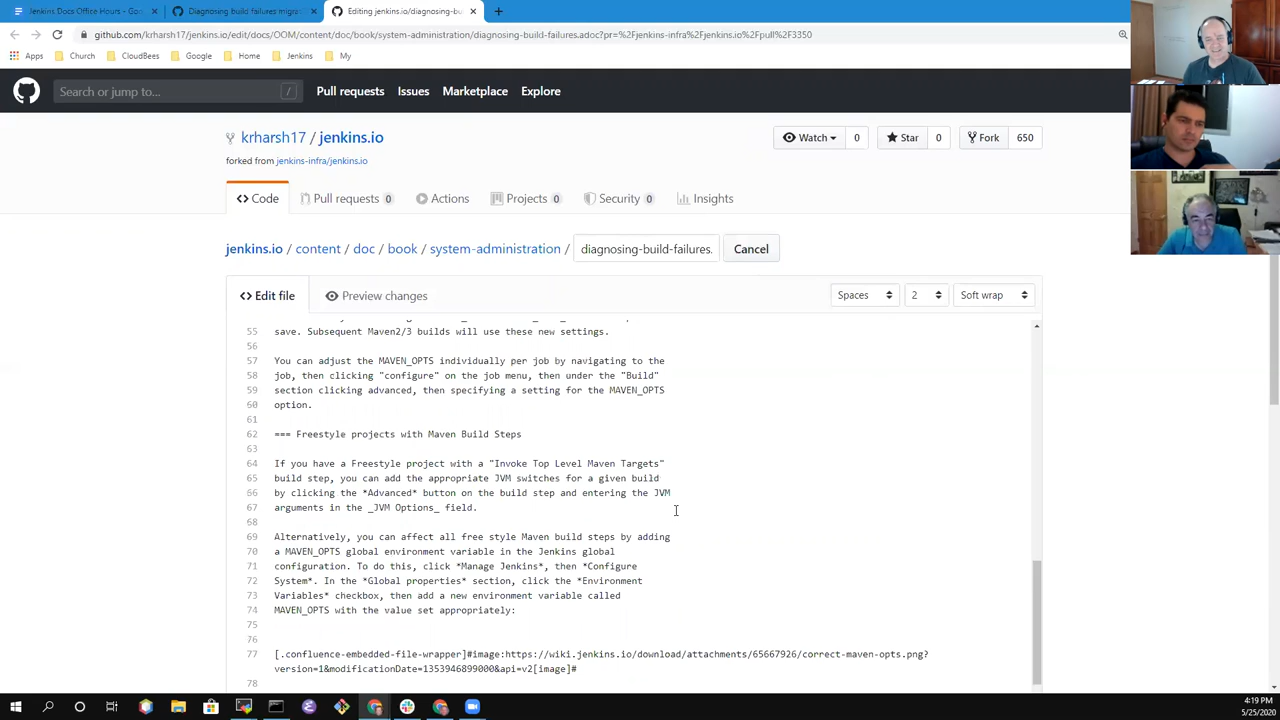 Jenkins Docs Office Hours - Goo
Diagnosing build failures migrat
Editing jenkins.io/diagnosing-bu
github.com/krharsh17/jenkins.io/edit/docs/OOM/content/doc/book/system-administration/diagnosing-build-failures.adoc?pr=%2Fjenkins-infra%2Fjenkins.io%2Fpull%2F3350
Apps Church CloudBees Google Home Jenkins My
Search or jump to... / Pull requests Issues Marketplace Explore
krharsh17 / jenkins.io
Watch 0 Star 0 Fork 650
forked from jenkins-infra/jenkins.io
Code Pull requests 0 Actions Projects 0 Security 0 Insights
jenkins.io / content / doc / book / system-administration / diagnosing-build-failures. Cancel
Edit file Preview changes Spaces 2 Soft wrap
55 save. Subsequent Maven2/3 builds will use these new settings.
56
57 You can adjust the MAVEN_OPTS individually per job by navigating to the
58 job, then clicking "configure" on the job menu, then under the "Build"
59 section clicking advanced, then specifying a setting for the MAVEN_OPTS
60 option.
61
62 === Freestyle projects with Maven Build Steps
63
64 If you have a Freestyle project with a "Invoke Top Level Maven Targets"
65 build step, you can add the appropriate JVM switches for a given build
66 by clicking the *Advanced* button on the build step and entering the JVM
67 arguments in the _JVM Options_ field.
68
69 Alternatively, you can affect all free style Maven build steps by adding
70 a MAVEN_OPTS global environment variable in the Jenkins global
71 configuration. To do this, click *Manage Jenkins*, then *Configure
72 System*. In the *Global properties* section, click the *Environment
73 Variables* checkbox, then add a new environment variable called
74 MAVEN_OPTS with the value set appropriately:
75
76
77 [.confluence-embedded-file-wrapper]#image:https://wiki.jenkins.io/download/attachments/65667926/correct-maven-opts.png?
version=1&modificationDate=1353946899000&api=v2[image]#
78
4:19 PM
5/25/2020